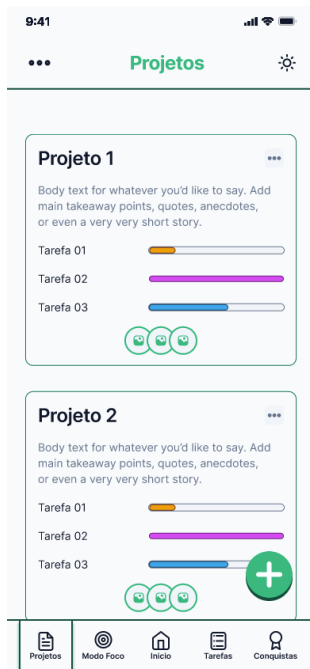 9:41
Projetos
Projeto 1
Body text for whatever you'd like to say. Add
main takeaway points, quotes, anecdotes,
or even a very very short story.
Tarefa 01
Tarefa 02
Tarefa 03
Projeto 2
Body text for whatever you'd like to say. Add
main takeaway points, quotes, anecdotes,
or even a very very short story.
Tarefa 01
Tarefa 02
Tarefa 03
Projetos
Modo Foco
Início
Tarefas
Conquistas